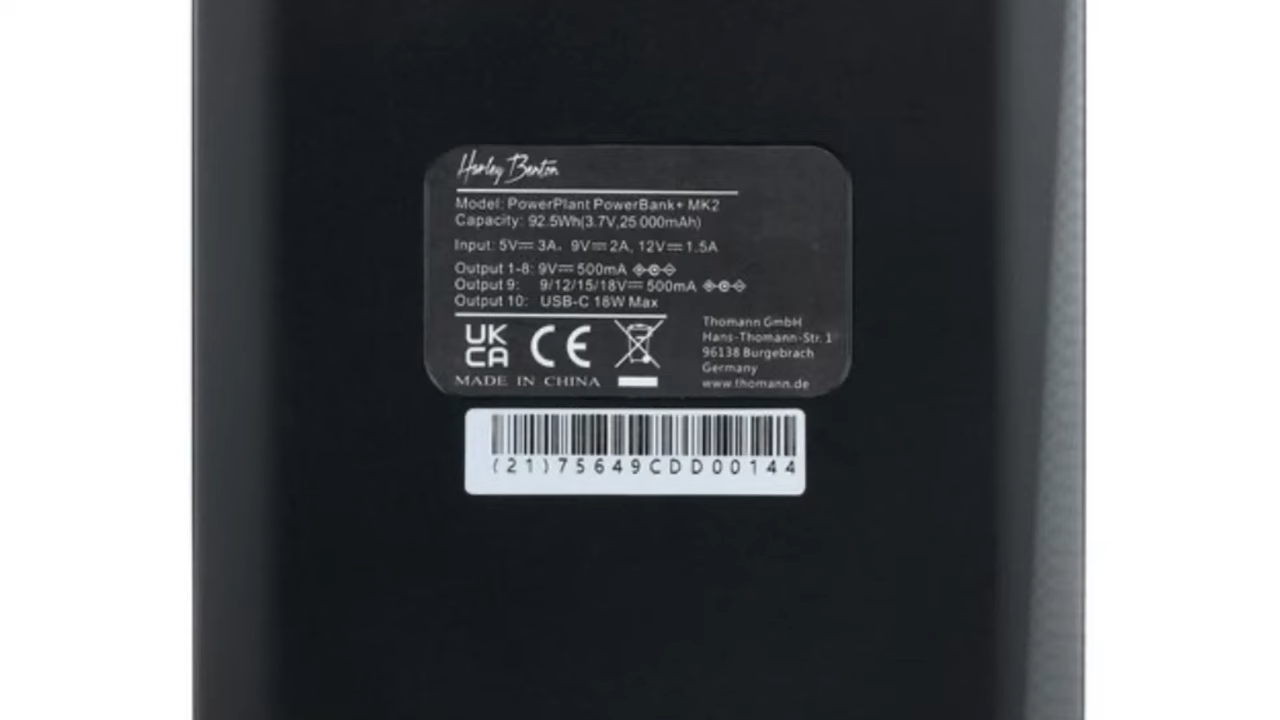 Harley Benton
Model: PowerPlant PowerBank+ MK2
Capacity: 92.5Wh(3.7V,25 000mAh)
Input: 5V⎓3A, 9V⎓2A, 12V⎓1.5A
Output 1-8: 9V⎓500mA
Output 9: 9/12/15/18V⎓500mA
Output 10: USB-C 18W Max
UK
CA
CE
MADE IN CHINA
Thomann GmbH
Hans-Thomann-Str. 1
96138 Burgebrach
Germany
www.thomann.de
(21)75649CDD00144